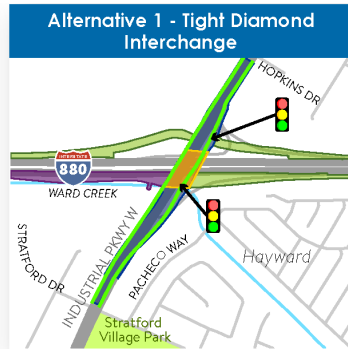 Alternative 1 - Tight Diamond
Interchange
HOPKINS DR
INTERSTATE
880
WARD CREEK
INDUSTRIAL PKWY W
STRATFORD DR
PACHECO WAY
Hayward
Stratford
Village Park